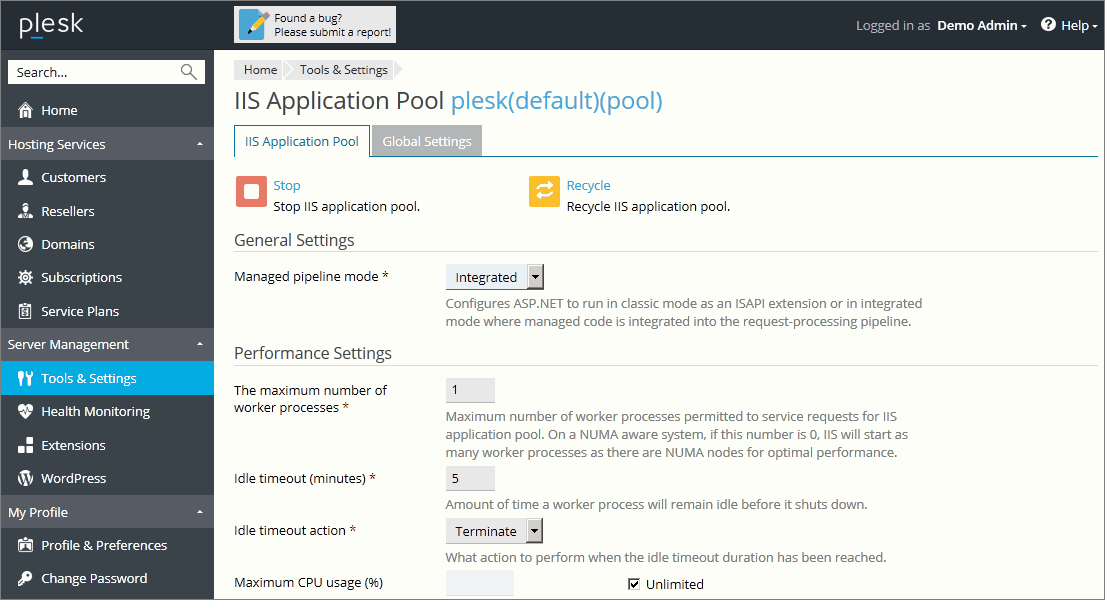 plesk
Found a bug?
Please submit a report!
Logged in as Demo Admin
Help
Search...
Home
Hosting Services
Customers
Resellers
Domains
Subscriptions
Service Plans
Server Management
Tools & Settings
Health Monitoring
Extensions
WordPress
My Profile
Profile & Preferences
Change Password
Home Tools & Settings
IIS Application Pool plesk(default)(pool)
IIS Application Pool Global Settings
Stop
Stop IIS application pool.
Recycle
Recycle IIS application pool.
General Settings
Managed pipeline mode * Integrated
Configures ASP.NET to run in classic mode as an ISAPI extension or in integrated
mode where managed code is integrated into the request-processing pipeline.
Performance Settings
The maximum number of
worker processes *
1
Maximum number of worker processes permitted to service requests for IIS
application pool. On a NUMA aware system, if this number is 0, IIS will start as
many worker processes as there are NUMA nodes for optimal performance.
Idle timeout (minutes) * 5
Amount of time a worker process will remain idle before it shuts down.
Idle timeout action * Terminate
What action to perform when the idle timeout duration has been reached.
Maximum CPU usage (%) Unlimited